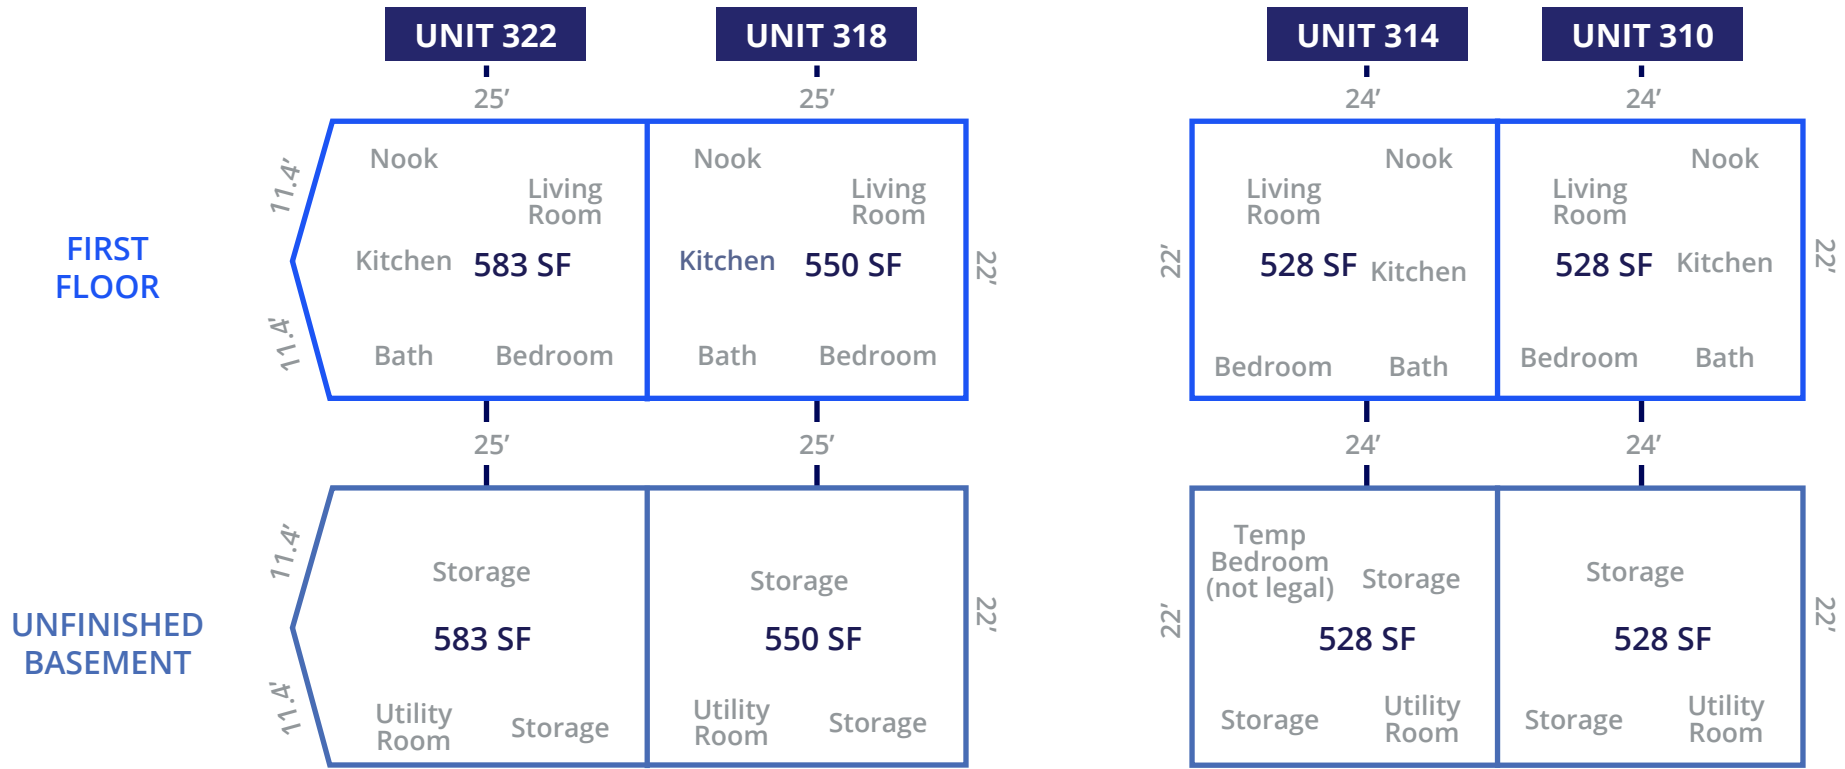 UNIT 322
UNIT 318
UNIT 314
UNIT 310
25’
25’
24’
24’
FIRST
FLOOR
11.4’
11.4’
Nook
Living
Room
Kitchen
583 SF
Bath
Bedroom
Nook
Living
Room
Kitchen
550 SF
Bath
Bedroom
22’
22’
Nook
Living
Room
528 SF
Kitchen
Bedroom
Bath
Nook
Living
Room
528 SF
Kitchen
Bedroom
Bath
22’
25’
25’
24’
24’
UNFINISHED
BASEMENT
11.4’
11.4’
Storage
583 SF
Utility
Room
Storage
Storage
550 SF
Utility
Room
Storage
22’
22’
Temp
Bedroom
(not legal)
Storage
528 SF
Storage
Utility
Room
Storage
528 SF
Storage
Utility
Room
22’